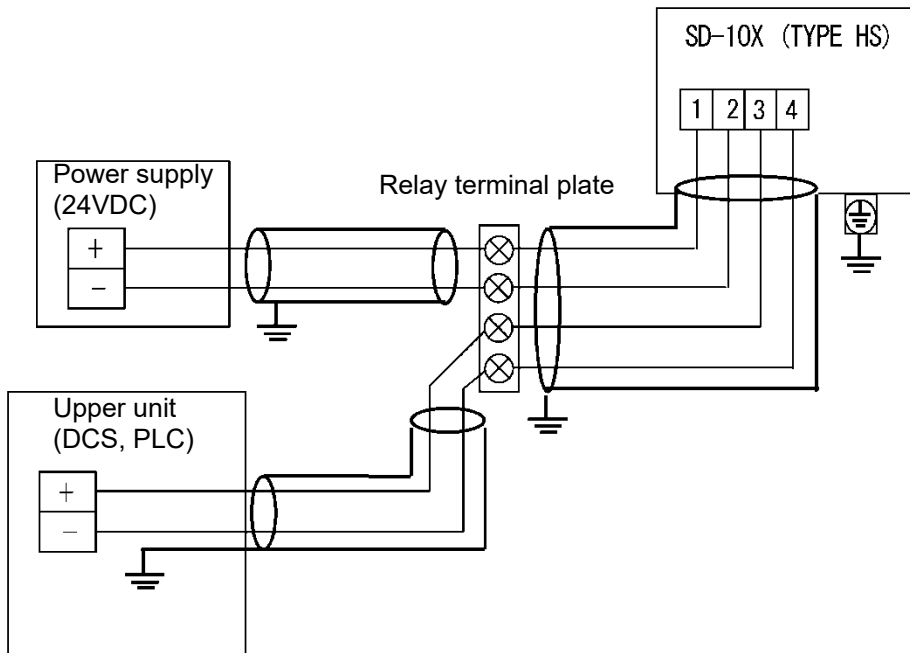 SD-10X (TYPE HS)
1 2 3 4
Power supply
(24VDC)
+
−
Relay terminal plate
Upper unit
(DCS, PLC)
+
−